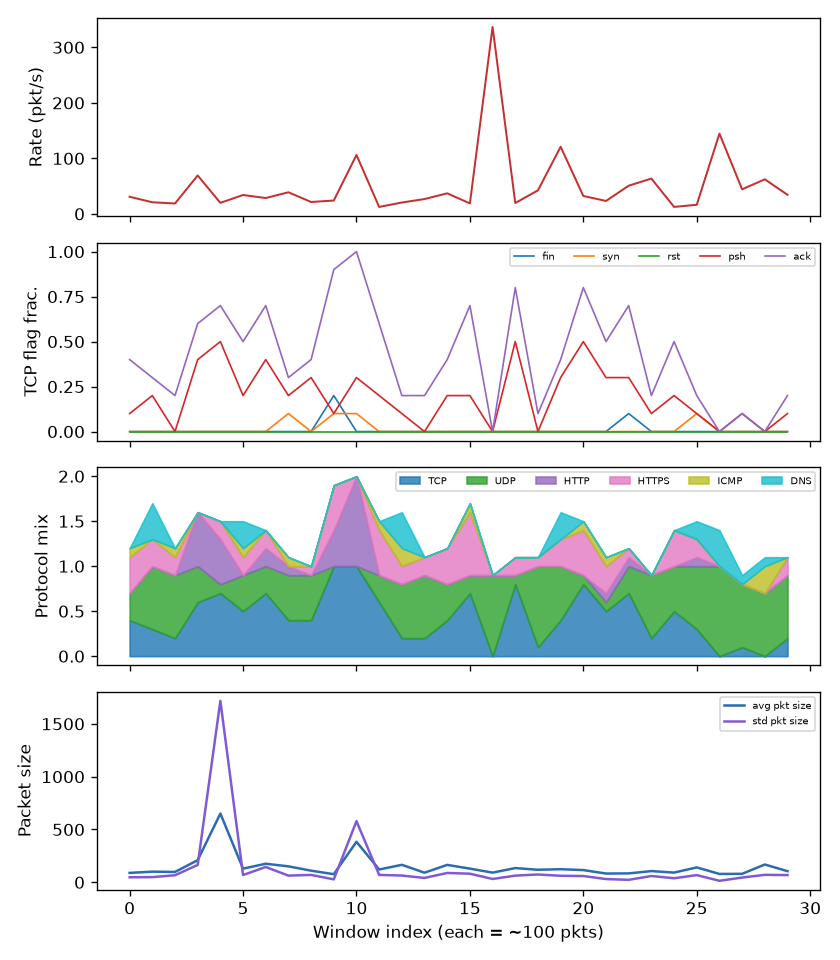 Rate (pkt/s)
300
200
100
0
TCP flag frac.
1.00
0.75
0.50
0.25
0.00
fin syn rst psh ack
Protocol mix
2.0
1.5
1.0
0.5
0.0
TCP UDP HTTP HTTPS ICMP DNS
Packet size
1500
1000
500
0
avg pkt size
std pkt size
0 5 10 15 20 25 30
Window index (each = ~100 pkts)